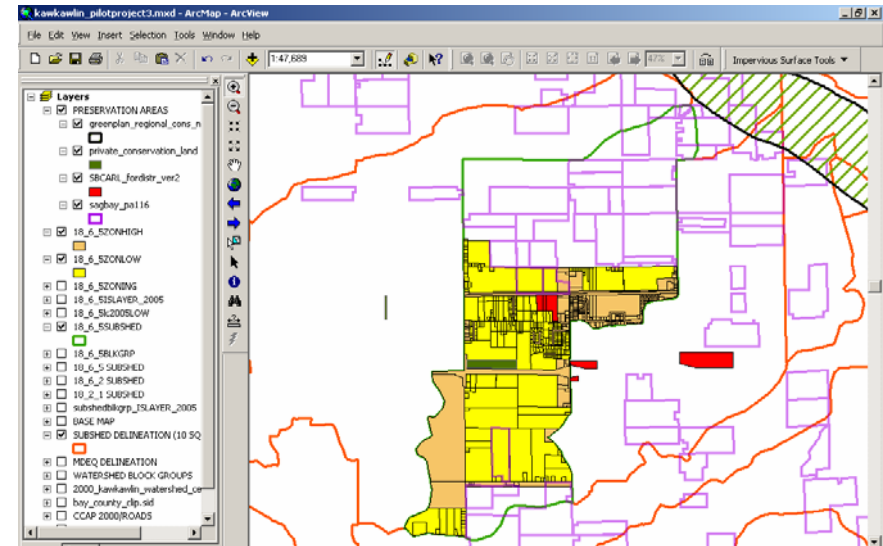 kawkawlin_pilotproject3.mxd - ArcMap - ArcView
File Edit View Insert Selection Tools Window Help
1:47,689
47%
Impervious Surface Tools
Layers
PRESERVATION AREAS
greenplan_regional_cons_n
private_conservation_land
SBCARL_fordistr_ver2
sagbay_pa116
18_6_5ZONHIGH
18_6_5ZONLOW
18_6_5ZONING
18_6_5ISLAYER_2005
18_6_5lc2005LOW
18_6_5SUBSHED
18_6_5BLKGRP
18_6_5 SUBSHED
18_6_2 SUBSHED
18_2_1 SUBSHED
subshedblkgrp_ISLAYER_2005
BASE MAP
SUBSHED DELINEATION (10 SQ
MDEQ DELINEATION
WATERSHED BLOCK GROUPS
2000_kawkawlin_watershed_ce
bay_county_clip.sid
CCAP 2000/ROADS